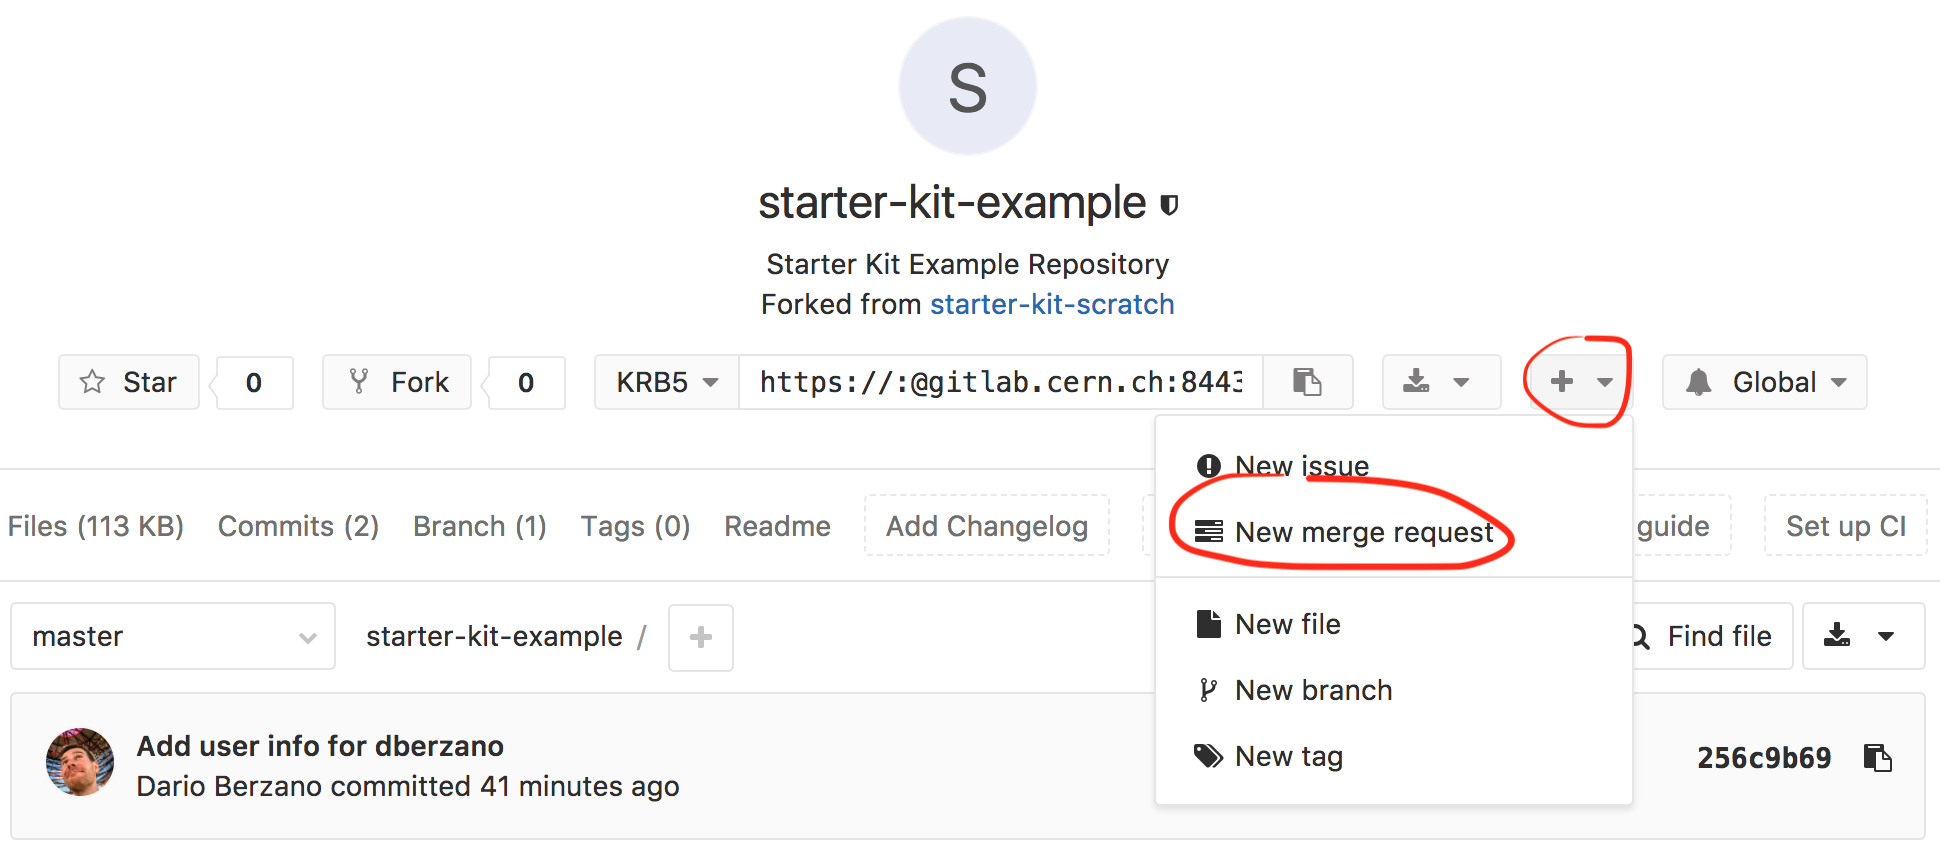 S
starter-kit-example
Starter Kit Example Repository
Forked from starter-kit-scratch
Star 0 Fork 0 KRB5 https://:@gitlab.cern.ch:8443 Global
New issue
New merge request
New file
New branch
New tag
Files (113 KB) Commits (2) Branch (1) Tags (0) Readme Add Changelog guide Set up CI
master starter-kit-example / + Find file
Add user info for dberzano
Dario Berzano committed 41 minutes ago
256c9b69